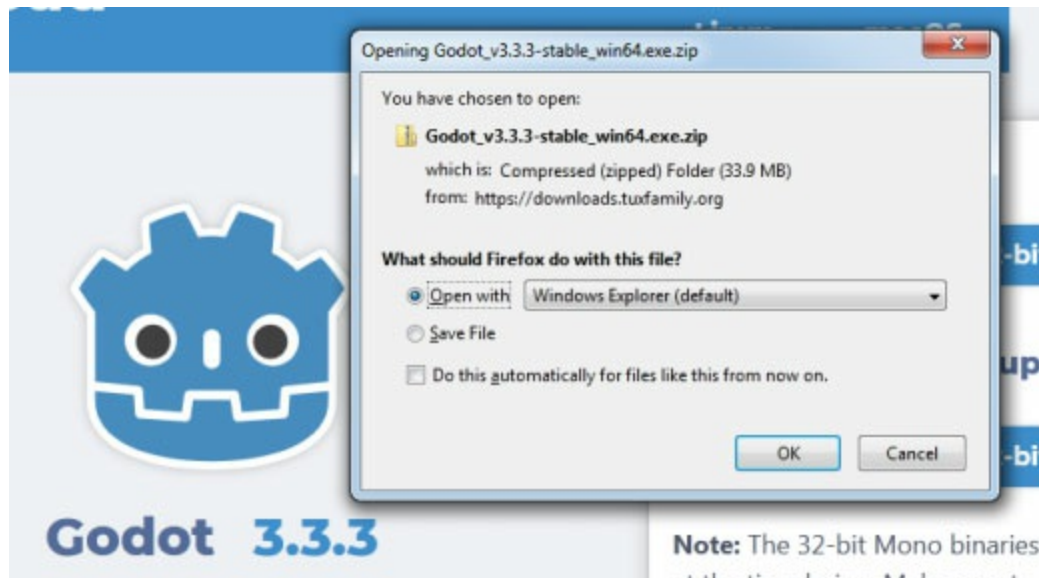 Opening Godot_v3.3.3-stable_win64.exe.zip
x
You have chosen to open:
Godot_v3.3.3-stable_win64.exe.zip
which is: Compressed (zipped) Folder (33.9 MB)
from: https://downloads.tuxfamily.org
What should Firefox do with this file?
Open with Windows Explorer (default)
Save File
Do this automatically for files like this from now on.
OK Cancel
-bi
up
-bi
Godot 3.3.3
Note: The 32-bit Mono binaries